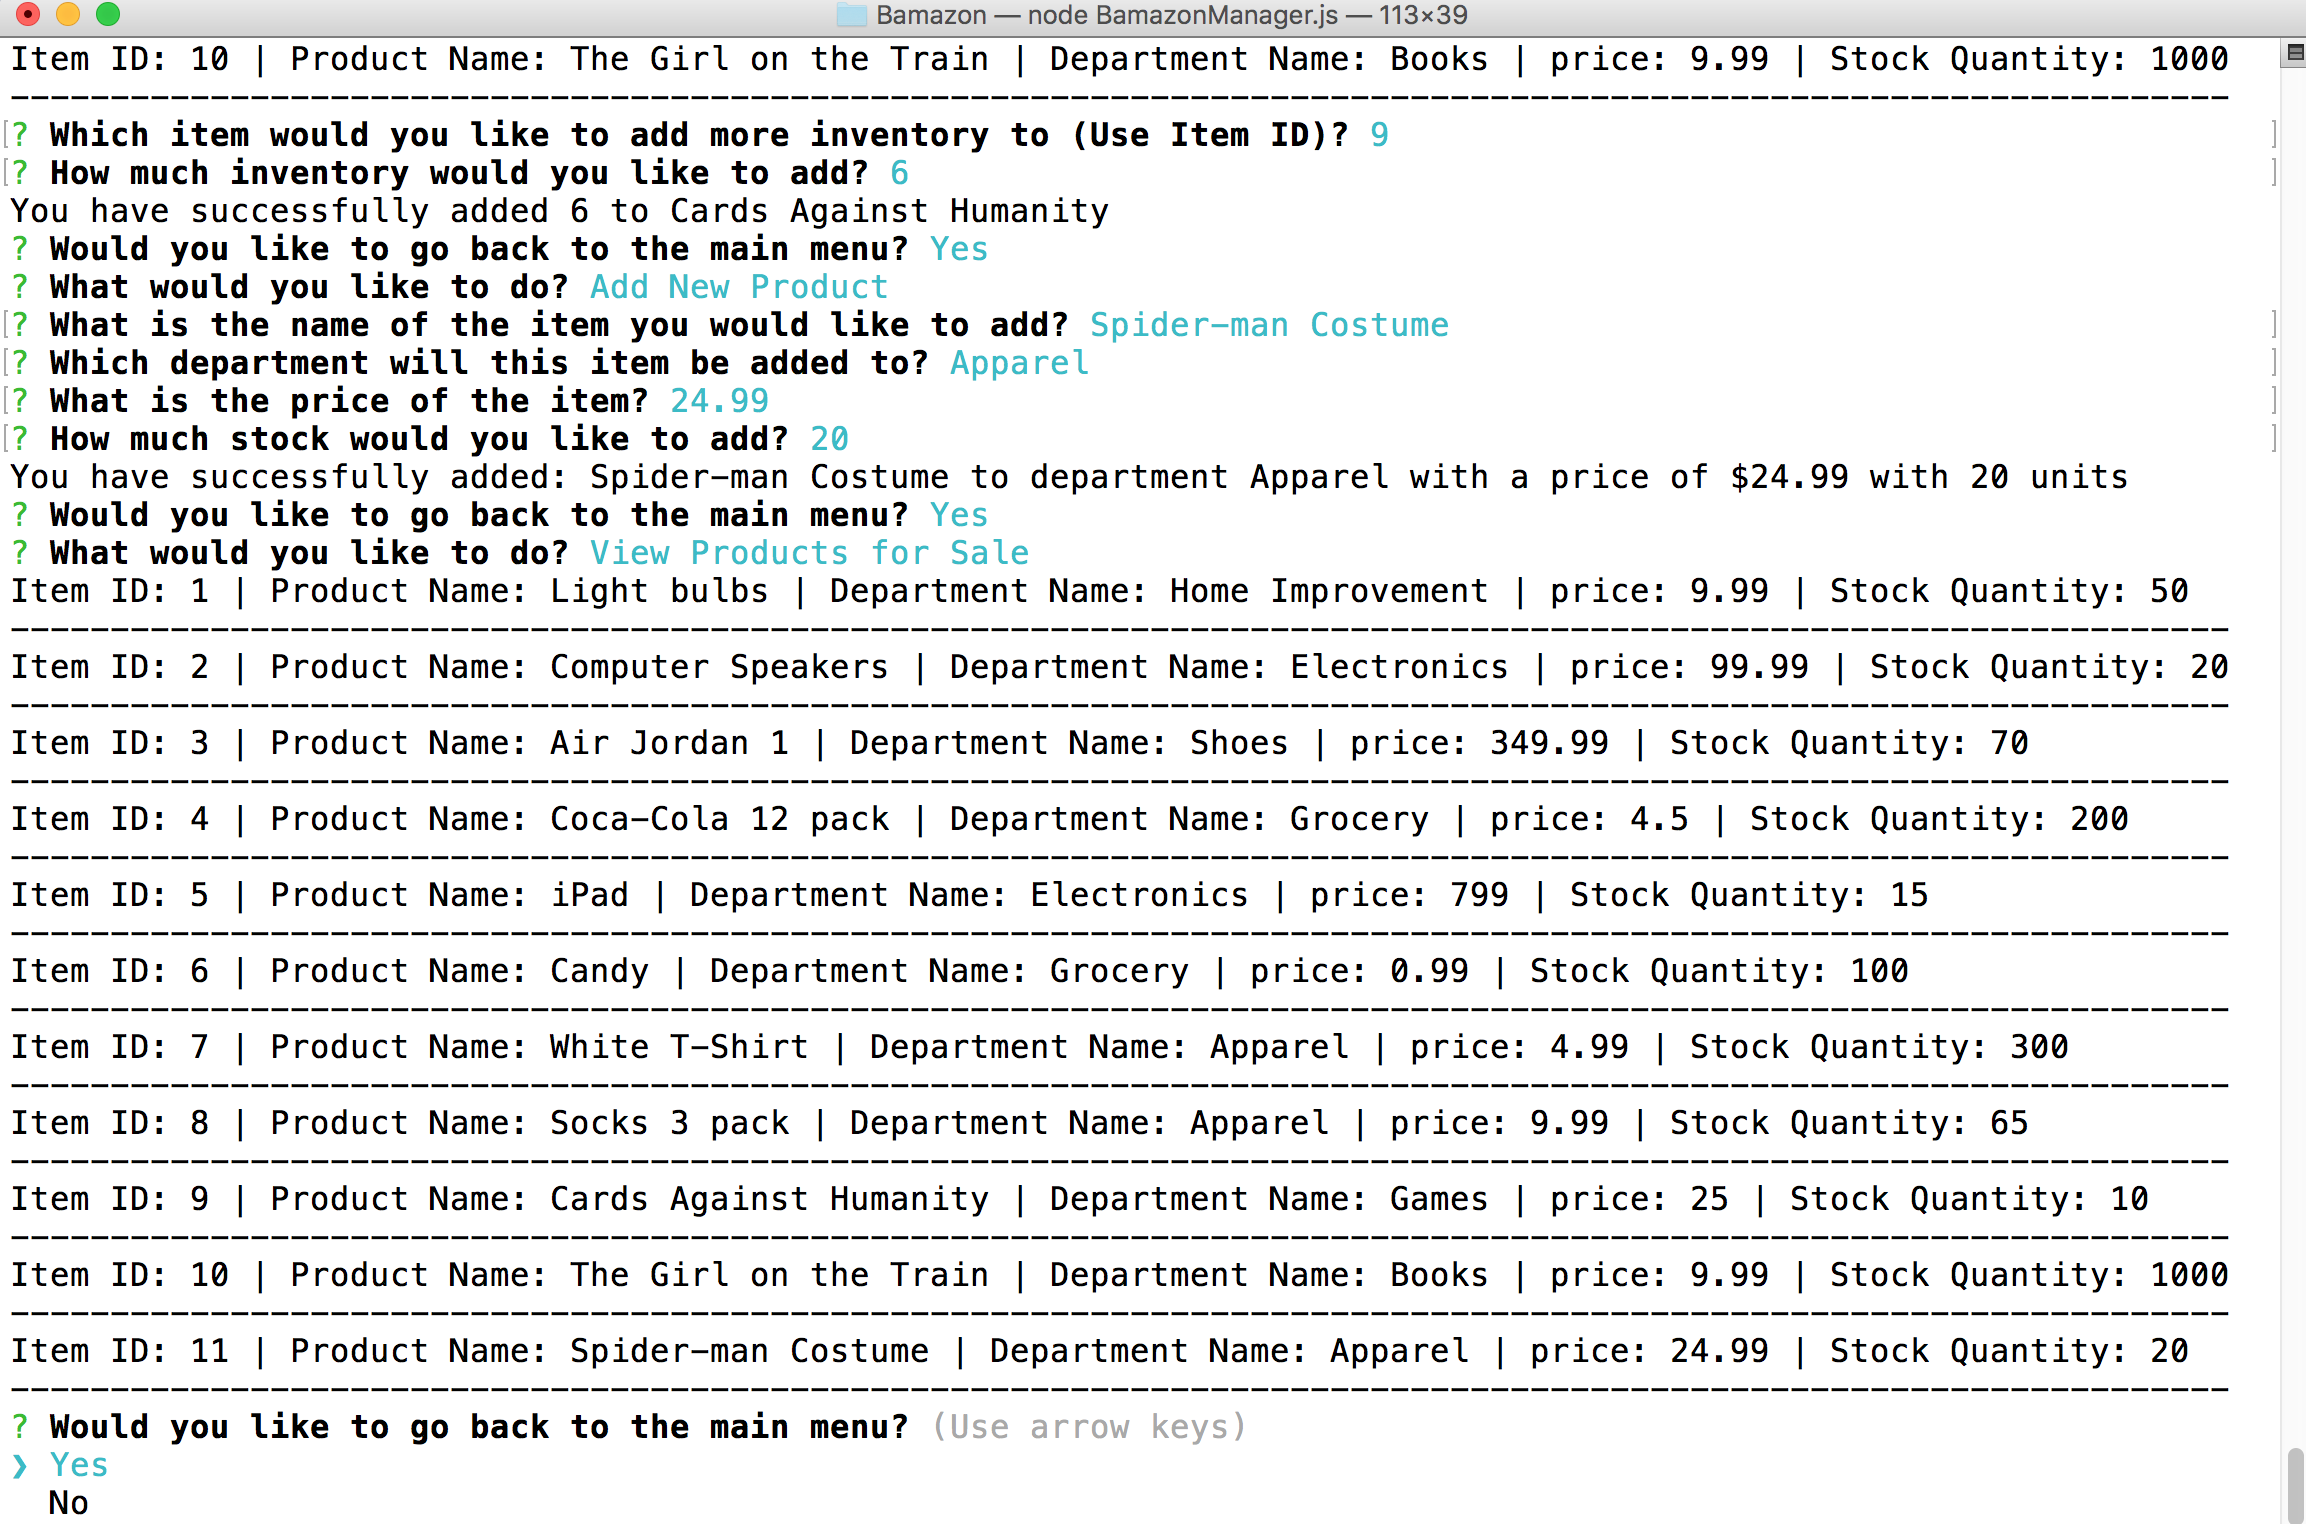 Bamazon — node BamazonManager.js — 113×39
Item ID: 10 | Product Name: The Girl on the Train | Department Name: Books | price: 9.99 | Stock Quantity: 1000
---------------------------------------------------------------------------------------------------------------
[? Which item would you like to add more inventory to (Use Item ID)? 9 ]
[? How much inventory would you like to add? 6 ]
You have successfully added 6 to Cards Against Humanity
? Would you like to go back to the main menu? Yes
? What would you like to do? Add New Product
[? What is the name of the item you would like to add? Spider-man Costume ]
[? Which department will this item be added to? Apparel ]
[? What is the price of the item? 24.99 ]
[? How much stock would you like to add? 20 ]
You have successfully added: Spider-man Costume to department Apparel with a price of $24.99 with 20 units
? Would you like to go back to the main menu? Yes
? What would you like to do? View Products for Sale
Item ID: 1 | Product Name: Light bulbs | Department Name: Home Improvement | price: 9.99 | Stock Quantity: 50
---------------------------------------------------------------------------------------------------------------
Item ID: 2 | Product Name: Computer Speakers | Department Name: Electronics | price: 99.99 | Stock Quantity: 20
---------------------------------------------------------------------------------------------------------------
Item ID: 3 | Product Name: Air Jordan 1 | Department Name: Shoes | price: 349.99 | Stock Quantity: 70
---------------------------------------------------------------------------------------------------------------
Item ID: 4 | Product Name: Coca-Cola 12 pack | Department Name: Grocery | price: 4.5 | Stock Quantity: 200
---------------------------------------------------------------------------------------------------------------
Item ID: 5 | Product Name: iPad | Department Name: Electronics | price: 799 | Stock Quantity: 15
---------------------------------------------------------------------------------------------------------------
Item ID: 6 | Product Name: Candy | Department Name: Grocery | price: 0.99 | Stock Quantity: 100
---------------------------------------------------------------------------------------------------------------
Item ID: 7 | Product Name: White T-Shirt | Department Name: Apparel | price: 4.99 | Stock Quantity: 300
---------------------------------------------------------------------------------------------------------------
Item ID: 8 | Product Name: Socks 3 pack | Department Name: Apparel | price: 9.99 | Stock Quantity: 65
---------------------------------------------------------------------------------------------------------------
Item ID: 9 | Product Name: Cards Against Humanity | Department Name: Games | price: 25 | Stock Quantity: 10
---------------------------------------------------------------------------------------------------------------
Item ID: 10 | Product Name: The Girl on the Train | Department Name: Books | price: 9.99 | Stock Quantity: 1000
---------------------------------------------------------------------------------------------------------------
Item ID: 11 | Product Name: Spider-man Costume | Department Name: Apparel | price: 24.99 | Stock Quantity: 20
---------------------------------------------------------------------------------------------------------------
? Would you like to go back to the main menu? (Use arrow keys)
❯ Yes
No